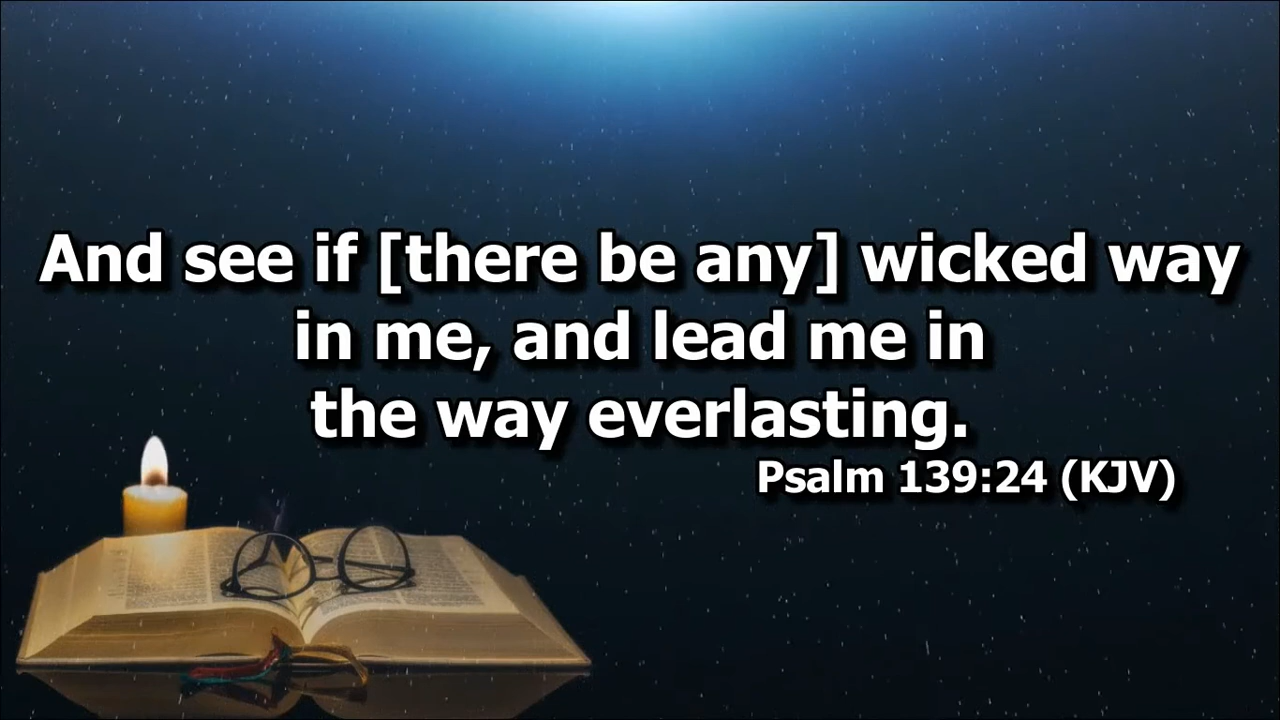 And see if [there be any] wicked way
in me, and lead me in
the way everlasting.
Psalm 139:24 (KJV)